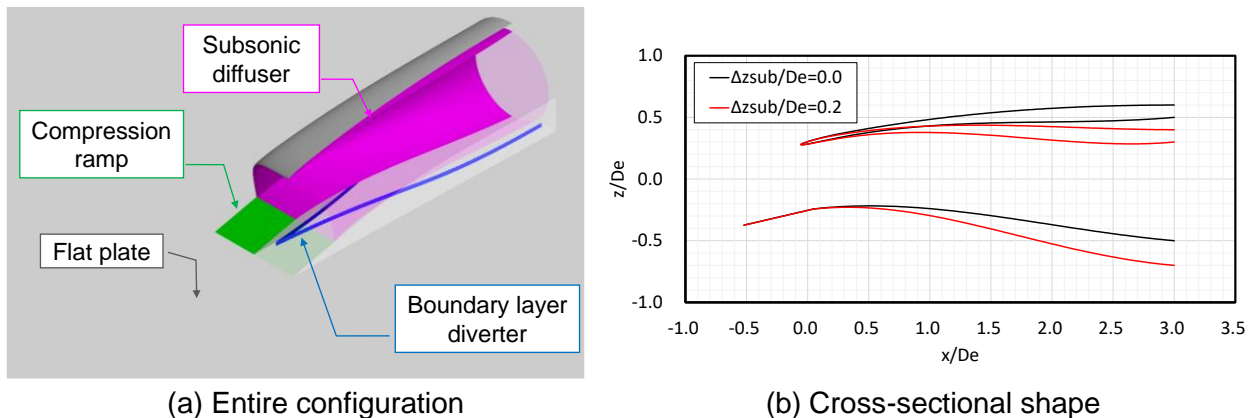 Subsonic
diffuser
Compression
ramp
Flat plate
Boundary layer
diverter
(a) Entire configuration
Δzsub/De=0.0
Δzsub/De=0.2
z/De
1.0
0.5
0.0
-0.5
-1.0
-1.0 -0.5 0.0 0.5 1.0 1.5 2.0 2.5 3.0 3.5
x/De
(b) Cross-sectional shape